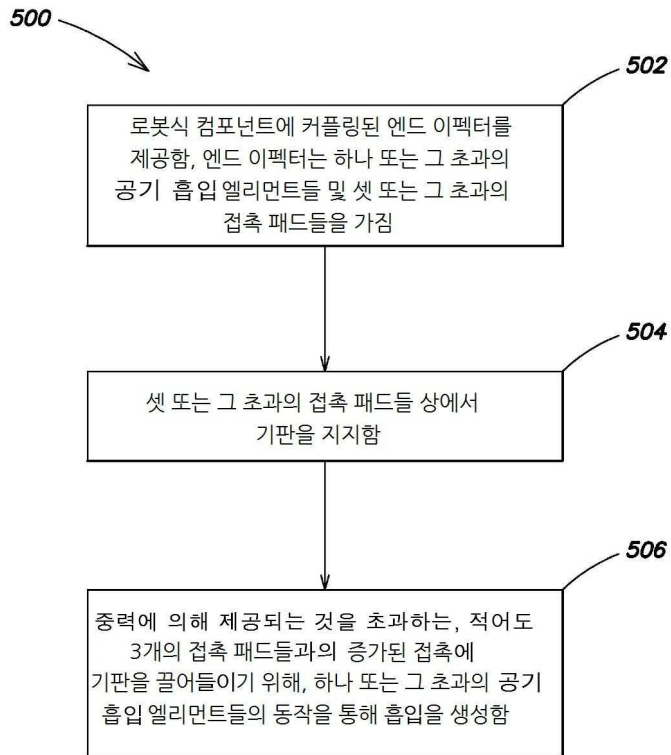 500
502
로봇식 컴포넌트에 커플링된 엔드 이펙터를
제공함, 엔드 이펙터는 하나 또는 그 초과의
공기 흡입 엘리먼트들 및 셋 또는 그 초과의
접촉 패드들을 가짐
504
셋 또는 그 초과의 접촉 패드들 상에서
기판을 지지함
506
중력에 의해 제공되는 것을 초과하는, 적어도
3개의 접촉 패드들과의 증가된 접촉에
기판을 끌어들이기 위해, 하나 또는 그 초과의 공기
흡입 엘리먼트들의 동작을 통해 흡입을 생성함